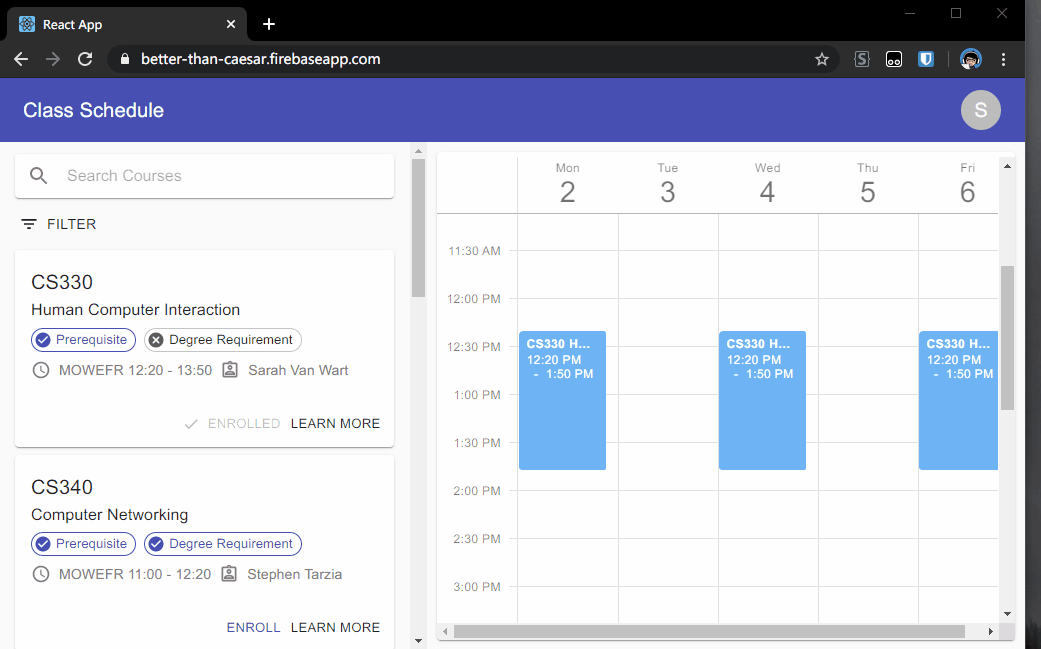 React App
better-than-caesar.firebaseapp.com
S
Class Schedule
S
Search Courses
FILTER
CS330
Human Computer Interaction
Prerequisite Degree Requirement
MOWEFR 12:20 - 13:50 Sarah Van Wart
ENROLLED LEARN MORE
CS340
Computer Networking
Prerequisite Degree Requirement
MOWEFR 11:00 - 12:20 Stephen Tarzia
ENROLL LEARN MORE
Mon Tue Wed Thu Fri
2 3 4 5 6
11:30 AM
12:00 PM
12:30 PM
1:00 PM
1:30 PM
2:00 PM
2:30 PM
3:00 PM
CS330 H...
12:20 PM
- 1:50 PM
CS330 H...
12:20 PM
- 1:50 PM
CS330 H...
12:20 PM
- 1:50 PM